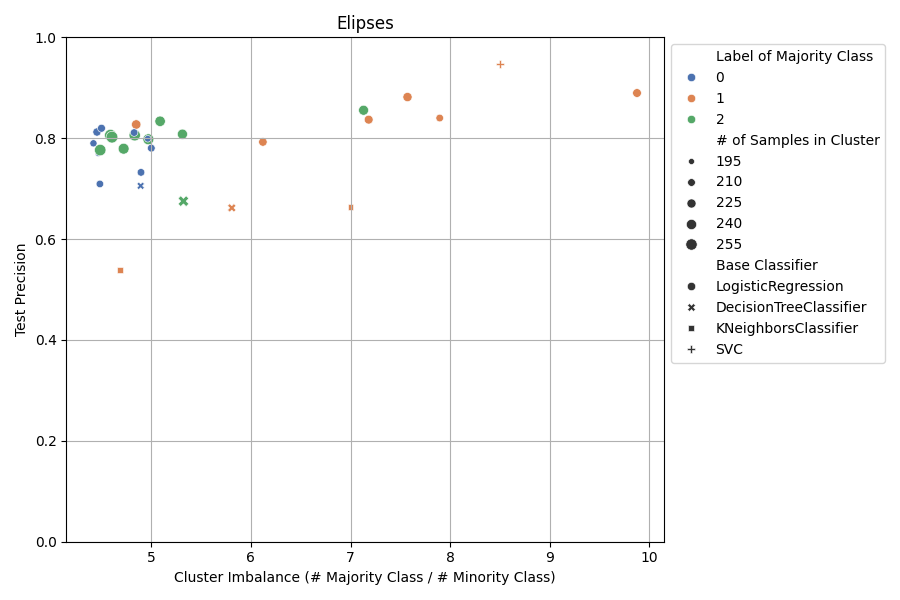 Elipses
Test Precision
1.0
0.8
0.6
0.4
0.2
0.0
5 6 7 8 9 10
Cluster Imbalance (# Majority Class / # Minority Class)
Label of Majority Class
0
1
2
# of Samples in Cluster
195
210
225
240
255
Base Classifier
LogisticRegression
DecisionTreeClassifier
KNeighborsClassifier
SVC